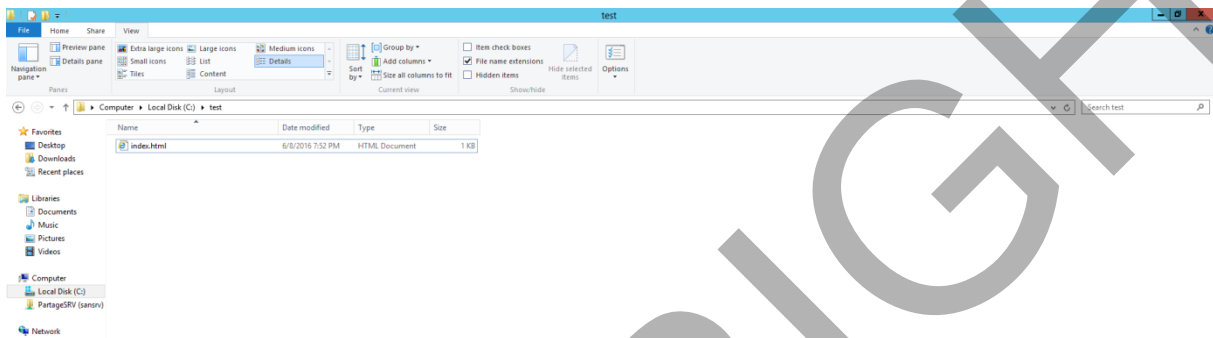 test
File Home Share View
Preview pane Extra large icons Large icons Medium icons Group by Item check boxes
Navigation pane Details pane Small icons List Details Sort by Add columns File name extensions Hide selected items Options
Tiles Content Size all columns to fit Hidden items
Panes Layout Current view Show/hide
Computer Local Disk (C:) test Search test
Favorites Name Date modified Type Size
Desktop index.html 6/8/2016 7:52 PM HTML Document 1 KB
Downloads
Recent places
Libraries
Documents
Music
Pictures
Videos
Computer
Local Disk (C:)
PartageSRV (sansrv)
Network